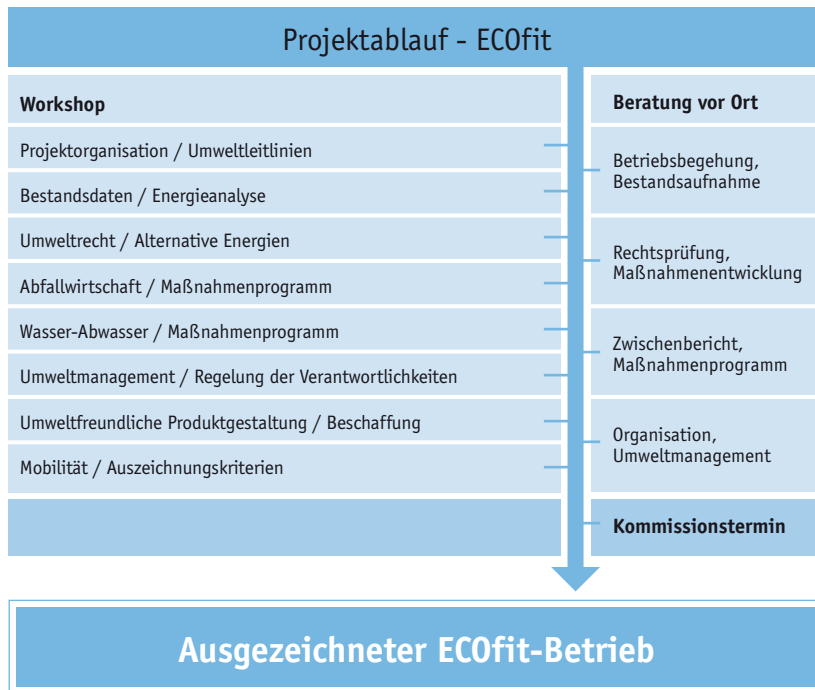 Projektablauf - ECOfit
Workshop
Projektorganisation / Umweltleitlinien
Bestandsdaten / Energieanalyse
Umweltrecht / Alternative Energien
Abfallwirtschaft / Maßnahmenprogramm
Wasser-Abwasser / Maßnahmenprogramm
Umweltmanagement / Regelung der Verantwortlichkeiten
Umweltfreundliche Produktgestaltung / Beschaffung
Mobilität / Auszeichnungskriterien
Beratung vor Ort
Betriebsbegehung,
Bestandsaufnahme
Rechtsprüfung,
Maßnahmenentwicklung
Zwischenbericht,
Maßnahmenprogramm
Organisation,
Umweltmanagement
Kommissionstermin
Ausgezeichneter ECOfit-Betrieb